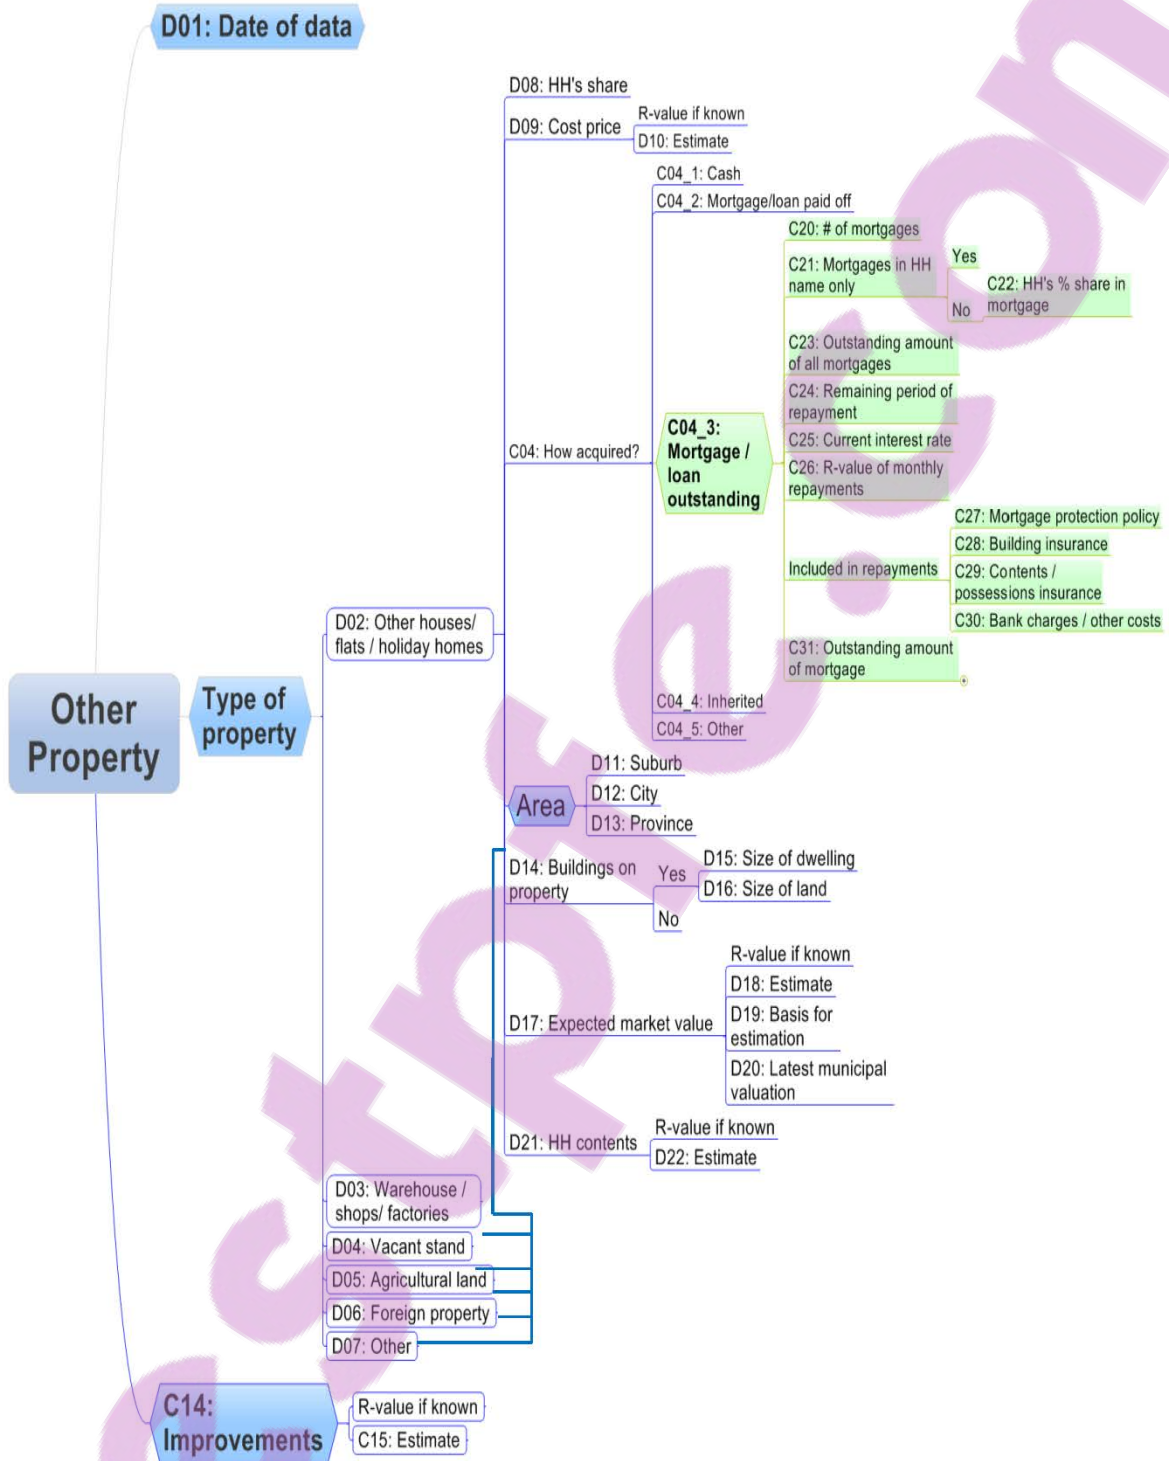 D01: Date of data
D08: HH's share
D09: Cost price
R-value if known
D10: Estimate
C04_1: Cash
C04_2: Mortgage/loan paid off
C20: # of mortgages
C21: Mortgages in HH
name only
Yes
No
C22: HH's % share in
mortgage
C23: Outstanding amount
of all mortgages
C24: Remaining period of
repayment
C04: How acquired?
C04_3:
Mortgage /
loan
outstanding
C25: Current interest rate
C26: R-value of monthly
repayments
Included in repayments
C27: Mortgage protection policy
C28: Building insurance
C29: Contents /
possessions insurance
C30: Bank charges / other costs
C31: Outstanding amount
of mortgage
C04_4: Inherited
C04_5: Other
D02: Other houses/
flats / holiday homes
Other
Property
Type of
property
Area
D11: Suburb
D12: City
D13: Province
D14: Buildings on
property
Yes
No
D15: Size of dwelling
D16: Size of land
D17: Expected market value
R-value if known
D18: Estimate
D19: Basis for
estimation
D20: Latest municipal
valuation
D21: HH contents
R-value if known
D22: Estimate
D03: Warehouse /
shops/ factories
D04: Vacant stand
D05: Agricultural land
D06: Foreign property
D07: Other
C14:
Improvements
R-value if known
C15: Estimate